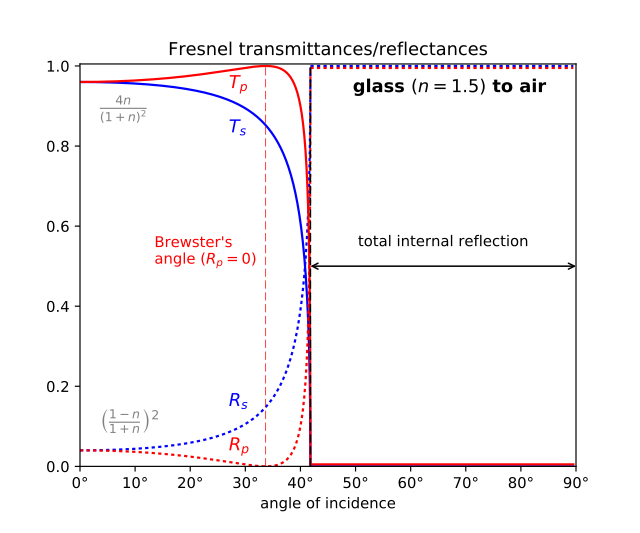 Fresnel transmittances/reflectances
1.0
0.8
0.6
0.4
0.2
0.0
T_p
T_s
4n/(1+n)^2
glass (n = 1.5) to air
total internal reflection
Brewster's
angle (R_p = 0)
((1−n)/(1+n))^2
R_s
R_p
0° 10° 20° 30° 40° 50° 60° 70° 80° 90°
angle of incidence